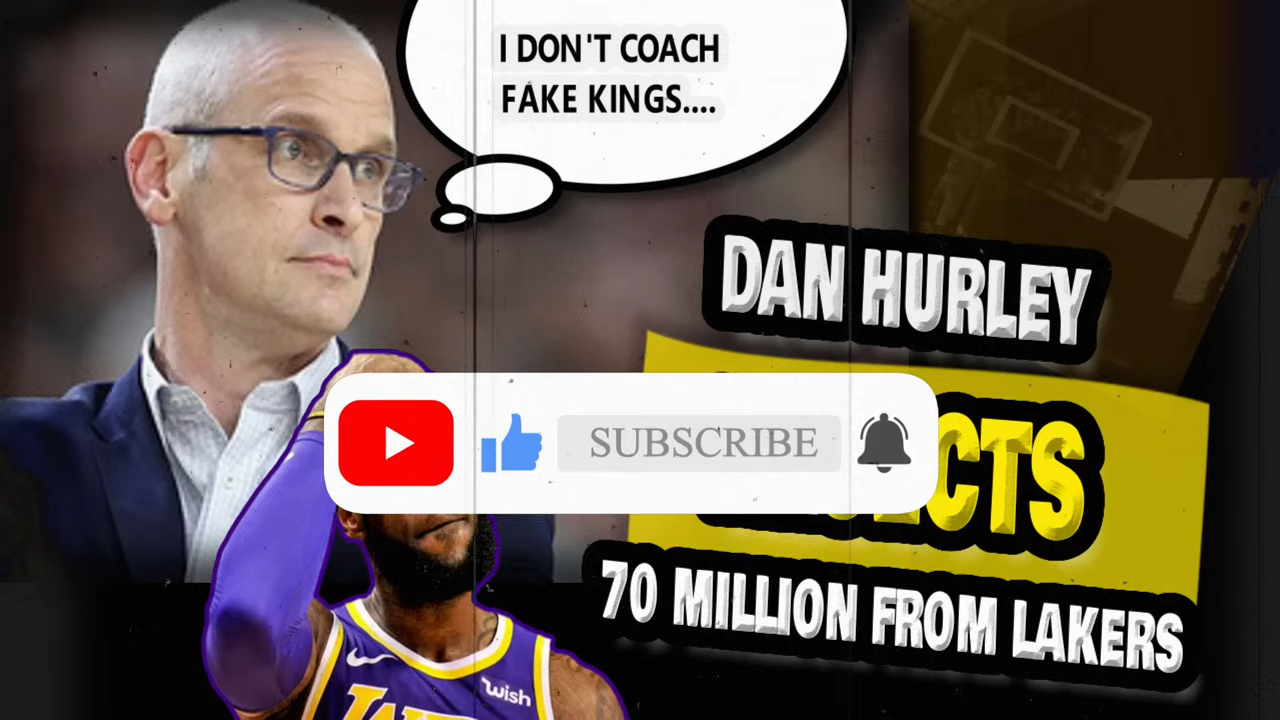 I DON'T COACH
FAKE KINGS....
DAN HURLEY
SUBSCRIBE
70 MILLION FROM LAKERS
wish